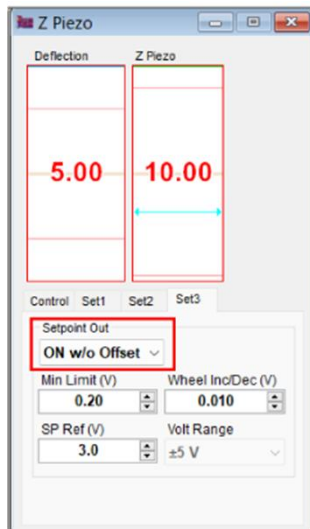 Z Piezo
Deflection Z Piezo
5.00 10.00
Control Set1 Set2 Set3
Setpoint Out
ON w/o Offset
Min Limit (V) Wheel Inc/Dec (V)
0.20 0.010
SP Ref (V) Volt Range
3.0 ±5 V